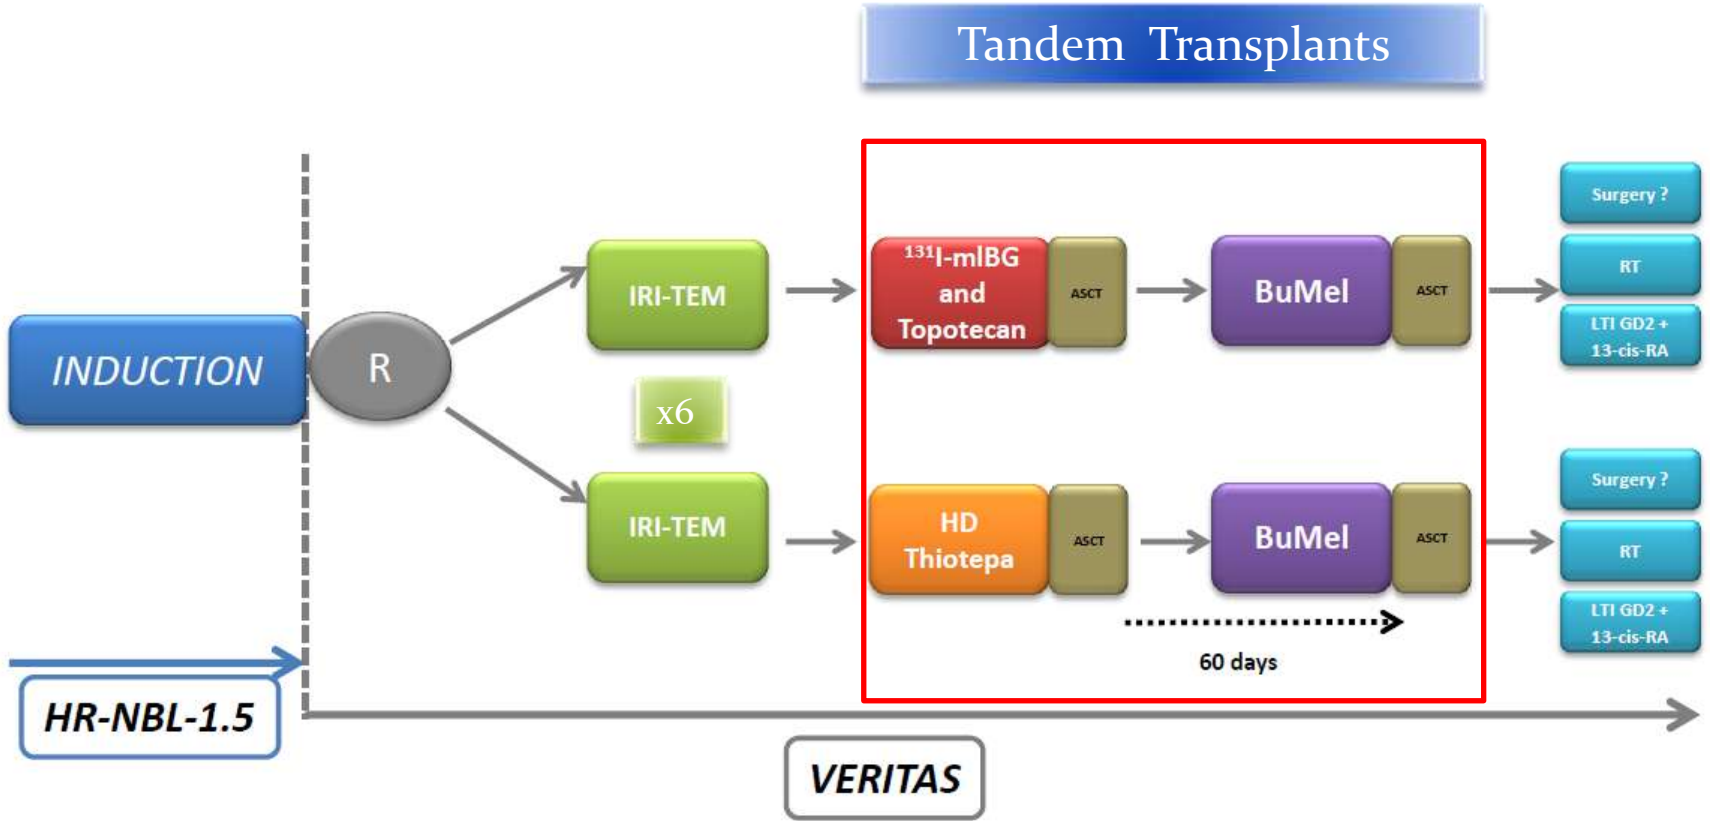 Tandem Transplants
INDUCTION
R
IRI-TEM
x6
IRI-TEM
¹³¹I-mIBG
and
Topotecan
ASCT
BuMel
ASCT
HD
Thiotepa
ASCT
BuMel
ASCT
60 days
Surgery ?
RT
LTI GD2 +
13-cis-RA
Surgery ?
RT
LTI GD2 +
13-cis-RA
HR-NBL-1.5
VERITAS